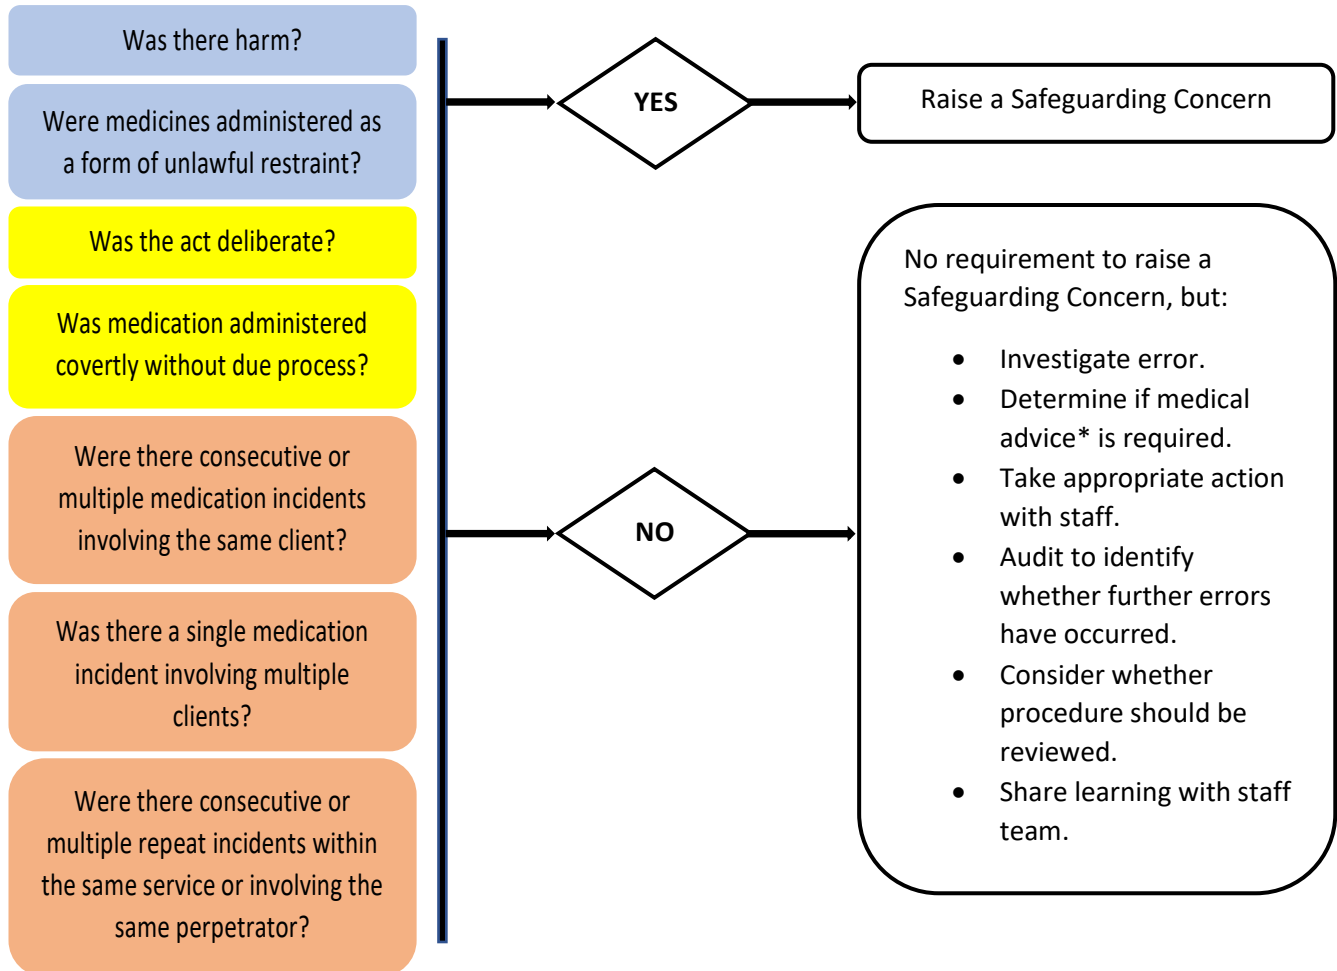 Was there harm?
Were medicines administered as
a form of unlawful restraint?
Was the act deliberate?
Was medication administered
covertly without due process?
Were there consecutive or
multiple medication incidents
involving the same client?
Was there a single medication
incident involving multiple
clients?
Were there consecutive or
multiple repeat incidents within
the same service or involving the
same perpetrator?
YES
Raise a Safeguarding Concern
NO
No requirement to raise a
Safeguarding Concern, but:
• Investigate error.
• Determine if medical
advice* is required.
• Take appropriate action
with staff.
• Audit to identify
whether further errors
have occurred.
• Consider whether
procedure should be
reviewed.
• Share learning with staff
team.